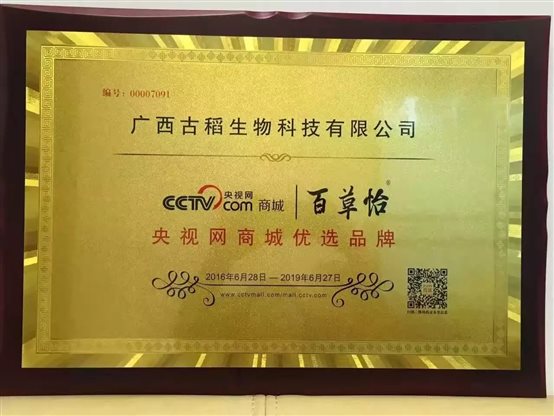 编号：00007091
广西古稻生物科技有限公司
CCTV.com 央视网商城 | 百草怡®
央视网商城优选品牌
2016年6月28日 — 2019年6月27日
www.cctvmall.com/mall.cctv.com